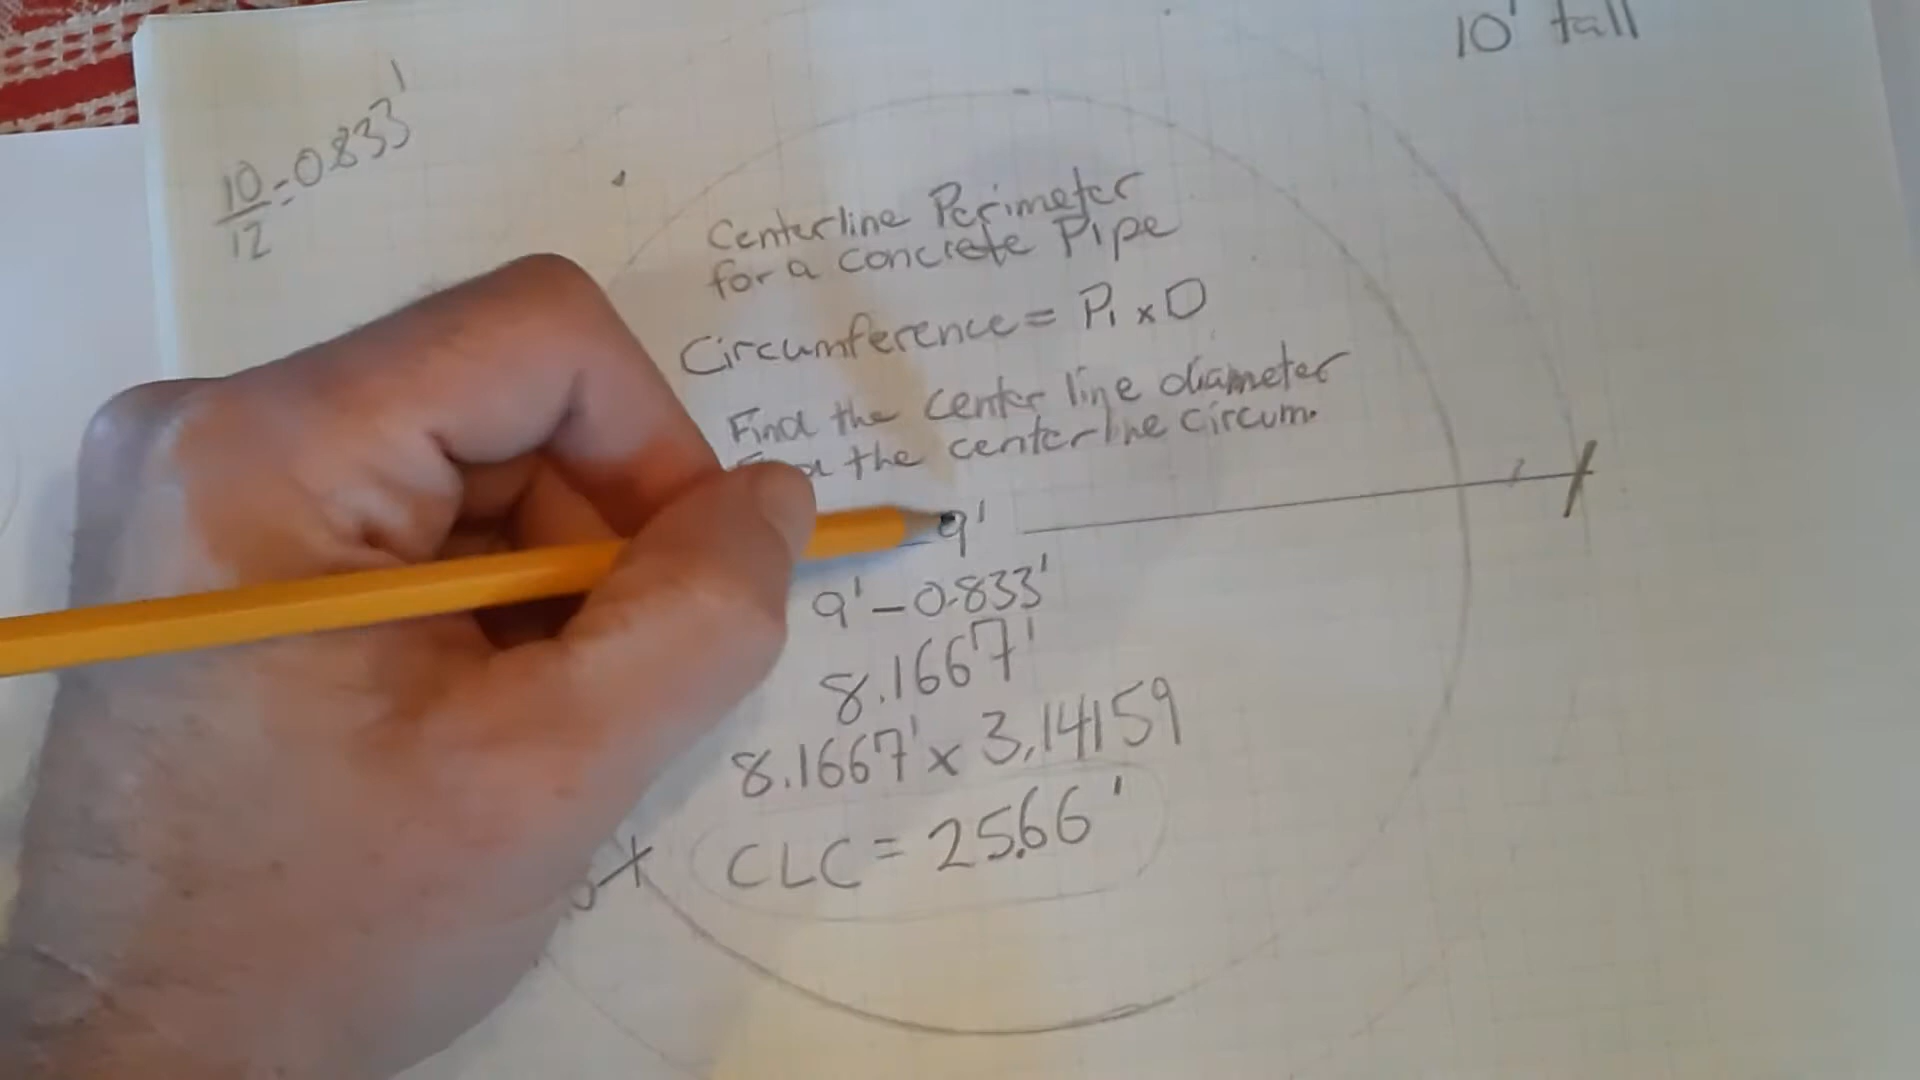 10' tall
10/12 = 0.833'
Centerline Perimeter
for a concrete Pipe
Circumference = Pi x D
Find the center line diameter
the centerline circum.
9'
9' - 0.833'
8.1667'
8.1667' x 3.14159
CLC = 25.66'